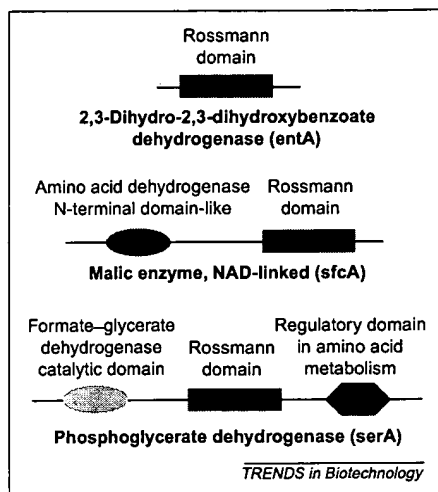 Rossmann
domain
2,3-Dihydro-2,3-dihydroxybenzoate
dehydrogenase (entA)
Amino acid dehydrogenase
N-terminal domain-like
Rossmann
domain
Malic enzyme, NAD-linked (sfcA)
Formate–glycerate
dehydrogenase
catalytic domain
Rossmann
domain
Regulatory domain
in amino acid
metabolism
Phosphoglycerate dehydrogenase (serA)
TRENDS in Biotechnology